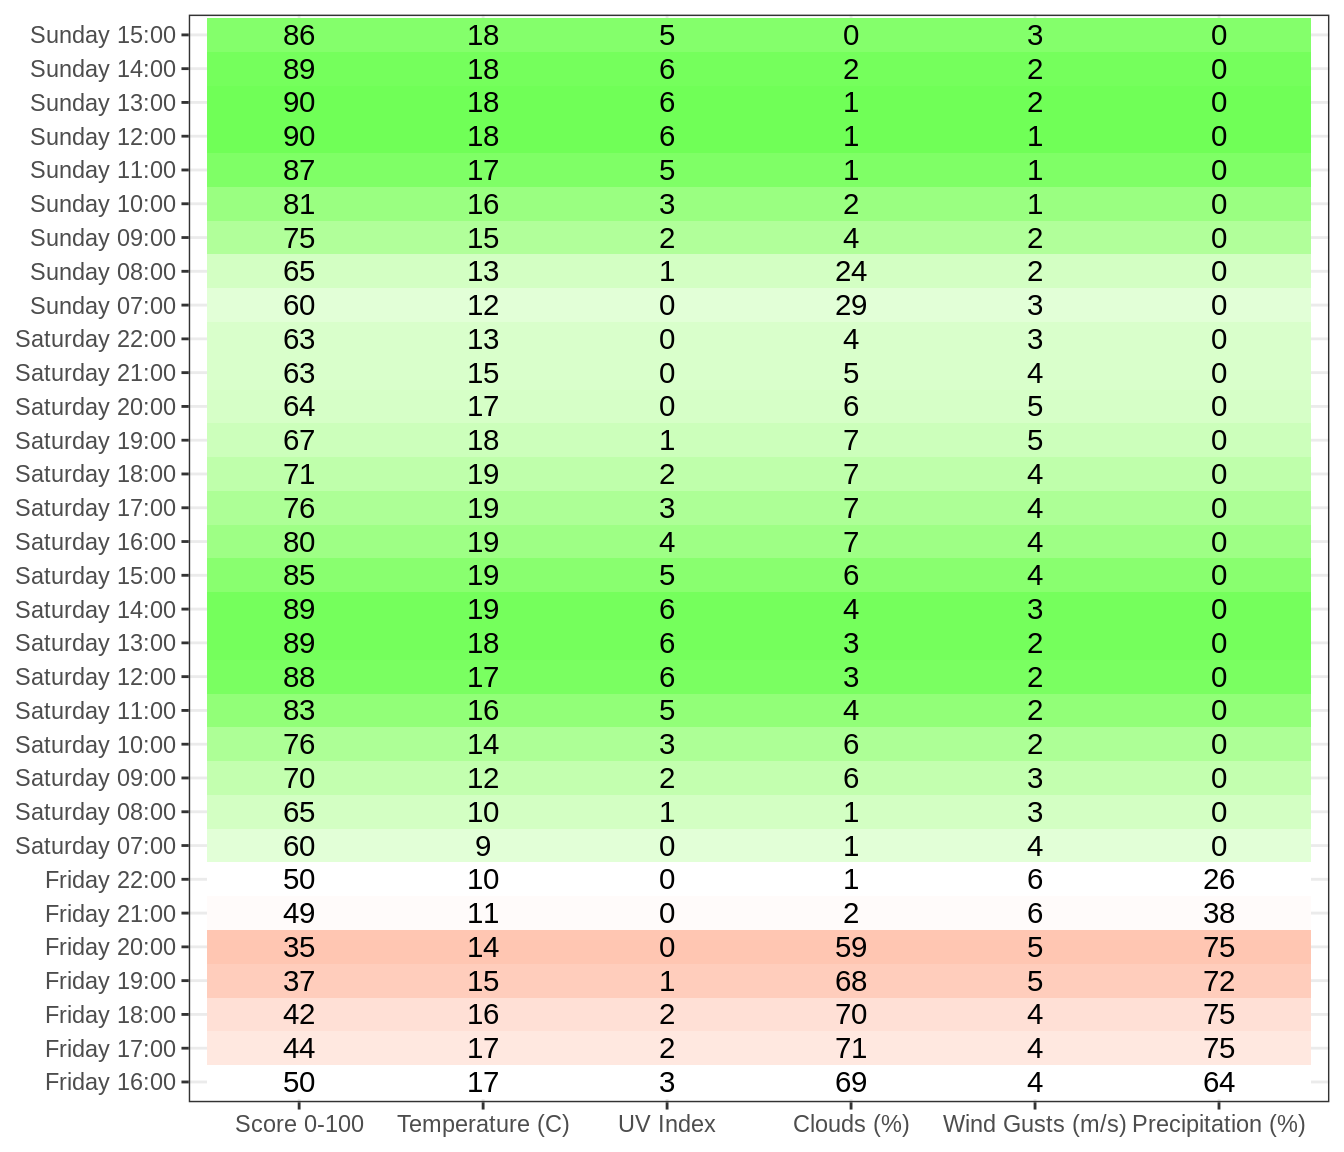 Sunday 15:00 86 18 5 0 3 0
Sunday 14:00 89 18 6 2 2 0
Sunday 13:00 90 18 6 1 2 0
Sunday 12:00 90 18 6 1 1 0
Sunday 11:00 87 17 5 1 1 0
Sunday 10:00 81 16 3 2 1 0
Sunday 09:00 75 15 2 4 2 0
Sunday 08:00 65 13 1 24 2 0
Sunday 07:00 60 12 0 29 3 0
Saturday 22:00 63 13 0 4 3 0
Saturday 21:00 63 15 0 5 4 0
Saturday 20:00 64 17 0 6 5 0
Saturday 19:00 67 18 1 7 5 0
Saturday 18:00 71 19 2 7 4 0
Saturday 17:00 76 19 3 7 4 0
Saturday 16:00 80 19 4 7 4 0
Saturday 15:00 85 19 5 6 4 0
Saturday 14:00 89 19 6 4 3 0
Saturday 13:00 89 18 6 3 2 0
Saturday 12:00 88 17 6 3 2 0
Saturday 11:00 83 16 5 4 2 0
Saturday 10:00 76 14 3 6 2 0
Saturday 09:00 70 12 2 6 3 0
Saturday 08:00 65 10 1 1 3 0
Saturday 07:00 60 9 0 1 4 0
Friday 22:00 50 10 0 1 6 26
Friday 21:00 49 11 0 2 6 38
Friday 20:00 35 14 0 59 5 75
Friday 19:00 37 15 1 68 5 72
Friday 18:00 42 16 2 70 4 75
Friday 17:00 44 17 2 71 4 75
Friday 16:00 50 17 3 69 4 64
Score 0-100 Temperature (C) UV Index Clouds (%) Wind Gusts (m/s) Precipitation (%)